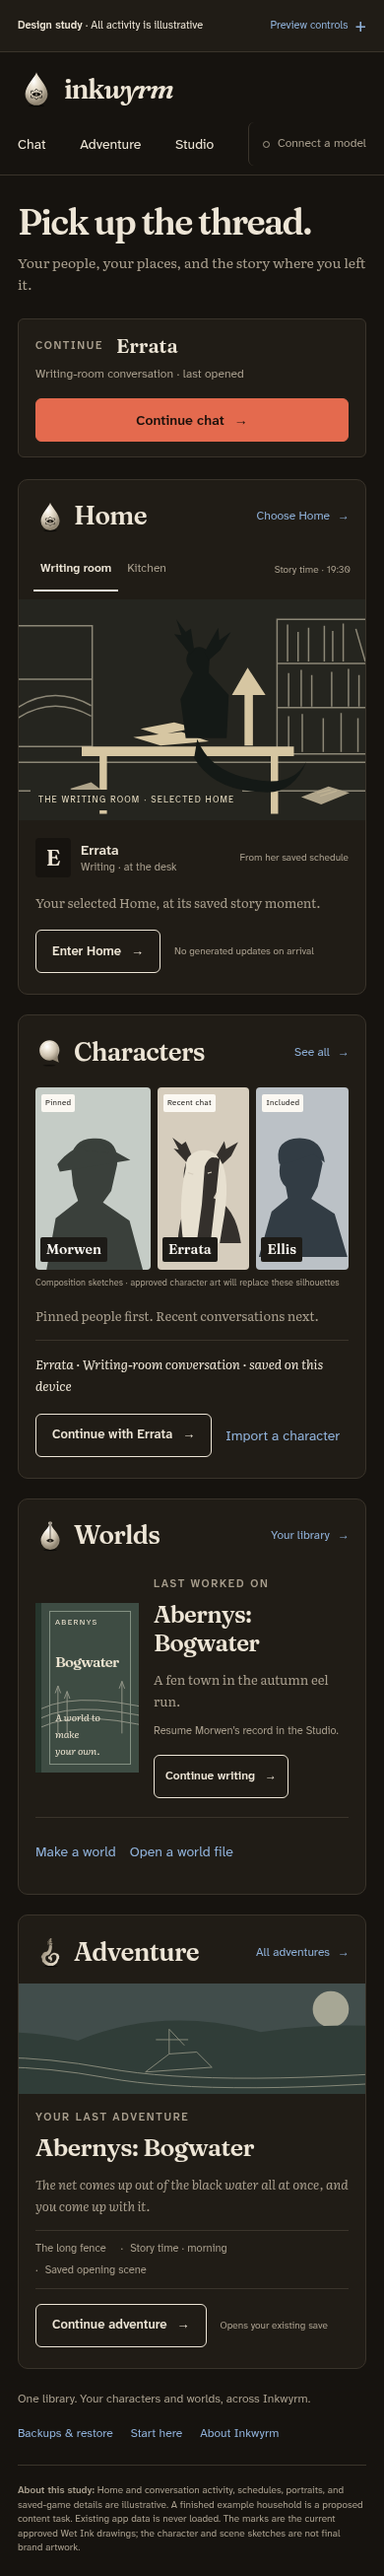 Design study · All activity is illustrative
Preview controls +
inkwyrm
Chat Adventure Studio Connect a model
Pick up the thread.
Your people, your places, and the story where you left
it.
CONTINUE Errata
Writing-room conversation · last opened
Continue chat →
Home
Choose Home →
Writing room Kitchen Story time · 19:30
THE WRITING ROOM · SELECTED HOME
E
Errata
Writing · at the desk
From her saved schedule
Your selected Home, at its saved story moment.
Enter Home →
No generated updates on arrival
Characters
See all →
Pinned
Morwen
Recent chat
Errata
Included
Ellis
Composition sketches · approved character art will replace these silhouettes
Pinned people first. Recent conversations next.
Errata · Writing-room conversation · saved on this
device
Continue with Errata →
Import a character
Worlds
Your library →
ABERNYS
Bogwater
A world to
make
your own.
LAST WORKED ON
Abernys:
Bogwater
A fen town in the autumn eel
run.
Resume Morwen's record in the Studio.
Continue writing →
Make a world Open a world file
Adventure
All adventures →
YOUR LAST ADVENTURE
Abernys: Bogwater
The net comes up out of the black water all at once, and
you come up with it.
The long fence · Story time · morning
· Saved opening scene
Continue adventure →
Opens your existing save
One library. Your characters and worlds, across Inkwyrm.
Backups & restore Start here About Inkwyrm
About this study: Home and conversation activity, schedules, portraits, and
saved-game details are illustrative. A finished example household is a proposed
content task. Existing app data is never loaded. The marks are the current
approved Wet Ink drawings; the character and scene sketches are not final
brand artwork.